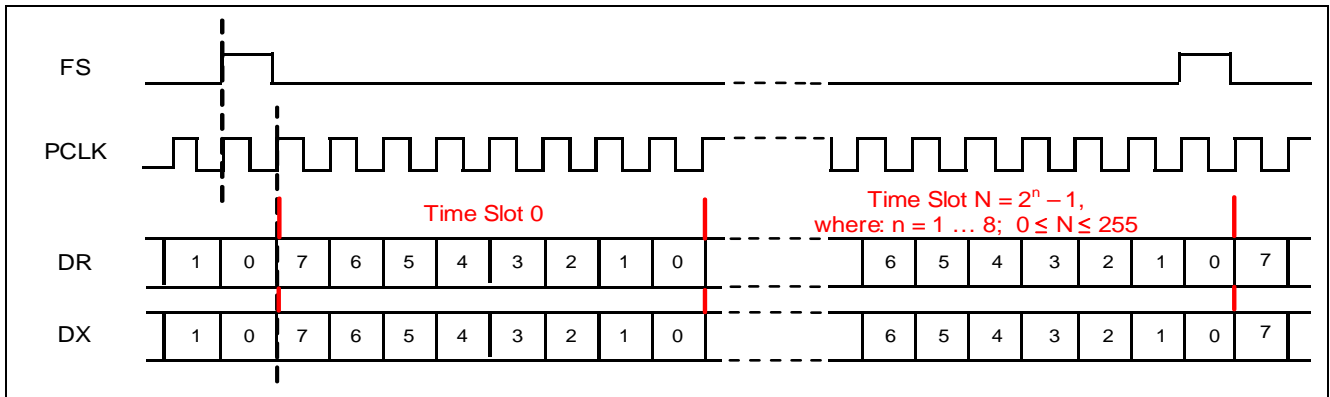 FS
PCLK
Time Slot 0
Time Slot N = 2ⁿ – 1,
where: n = 1 … 8; 0 ≤ N ≤ 255
DR 1 0 7 6 5 4 3 2 1 0 6 5 4 3 2 1 0 7
DX 1 0 7 6 5 4 3 2 1 0 6 5 4 3 2 1 0 7